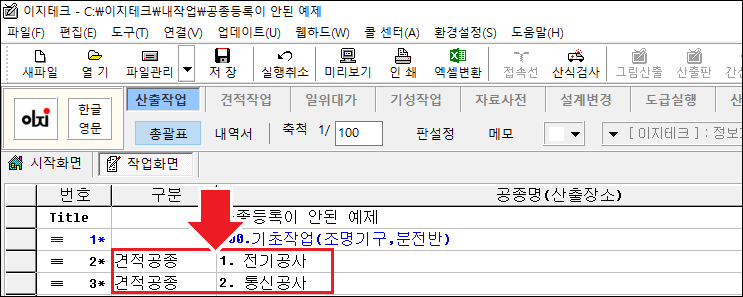 이지테크 - C:₩이지테크₩내작업₩공종등록이 안된 예제
파일(F) 편집(E) 도구(T) 연결(V) 업데이트(U) 웹하드(W) 콜 센터(A) 환경설정(S) 도움말(H)
새파일 열 기 파일관리 저 장 실행취소 미리보기 인 쇄 엑셀변환 접속선 산식검사 그림산출 산출판
이지 한글 영문
산출작업 견적작업 일위대가 기성작업 자료사전 설계변경 도급실행
총괄표 내역서 축척 1/ 100 판설정 메모 [ 이지테크 ] : 정보
시작화면 작업화면
번호 구분 공종명(산출장소)
Title 공종등록이 안된 예제
1* 00.기초작업(조명기구,분전반)
2* 견적공종 1. 전기공사
3* 견적공종 2. 통신공사